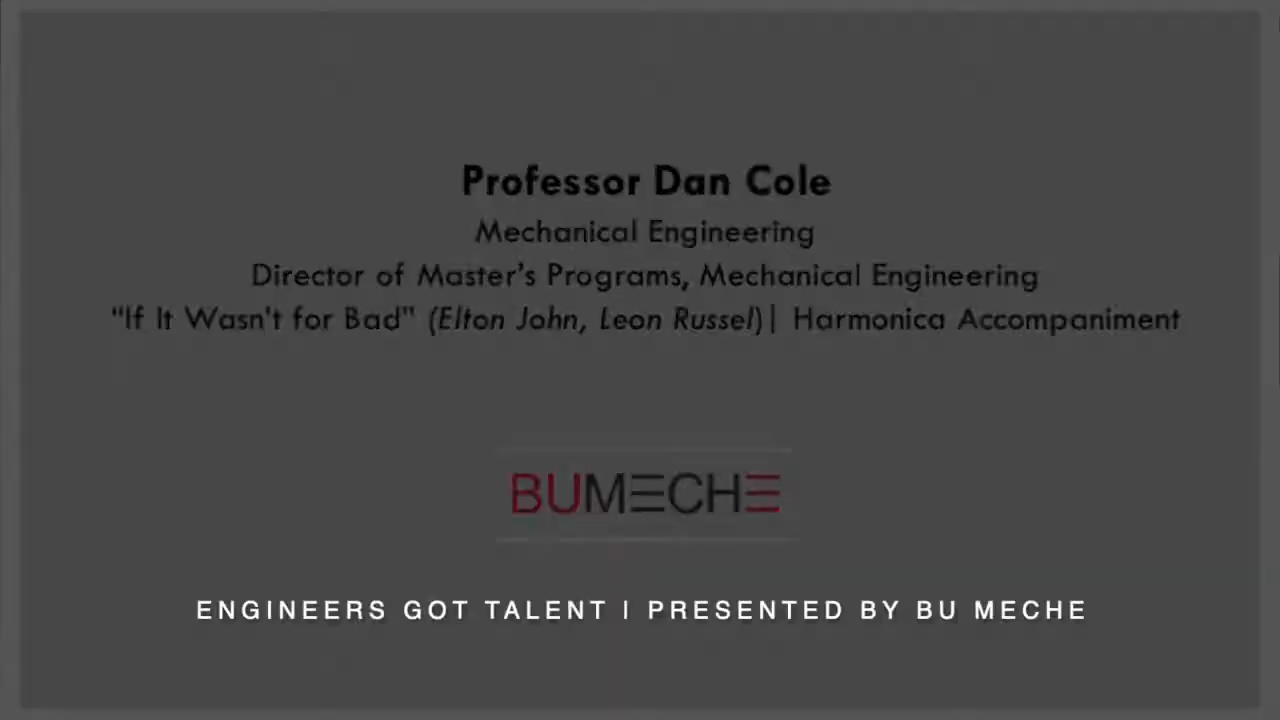 Professor Dan Cole
Mechanical Engineering
Director of Master's Programs, Mechanical Engineering
“If It Wasn't for Bad” (Elton John, Leon Russel)| Harmonica Accompaniment
BUMECHE
ENGINEERS GOT TALENT | PRESENTED BY BU MECHE